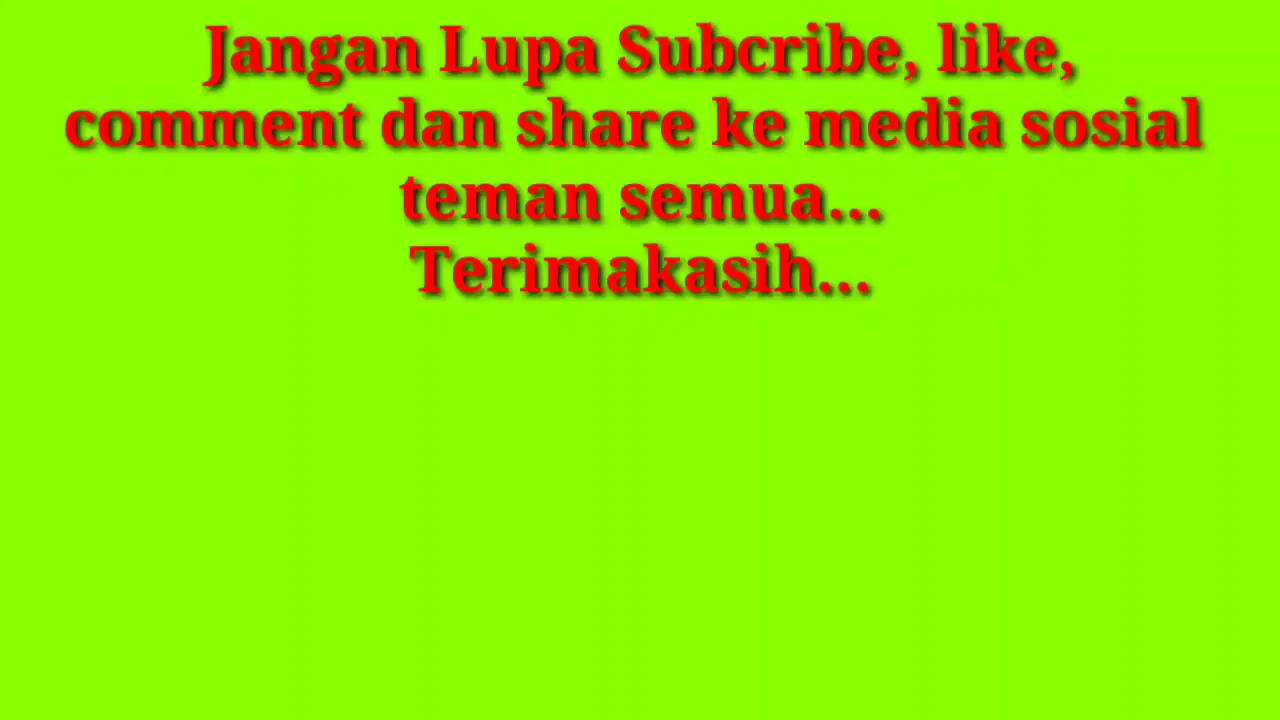 Jangan Lupa Subcribe, like,
comment dan share ke media sosial
teman semua...
Terimakasih...